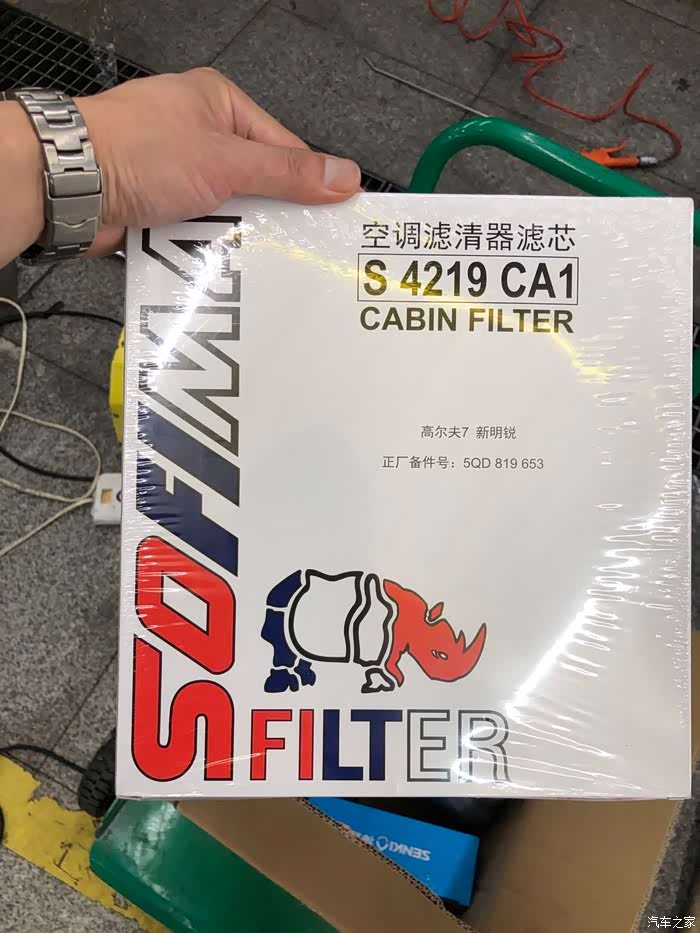 空调滤清器滤芯
S 4219 CA1
CABIN FILTER
高尔夫7 新明锐
正厂备件号：5QD 819 653
SOFIMA
FILTER
SENKI
汽车之家